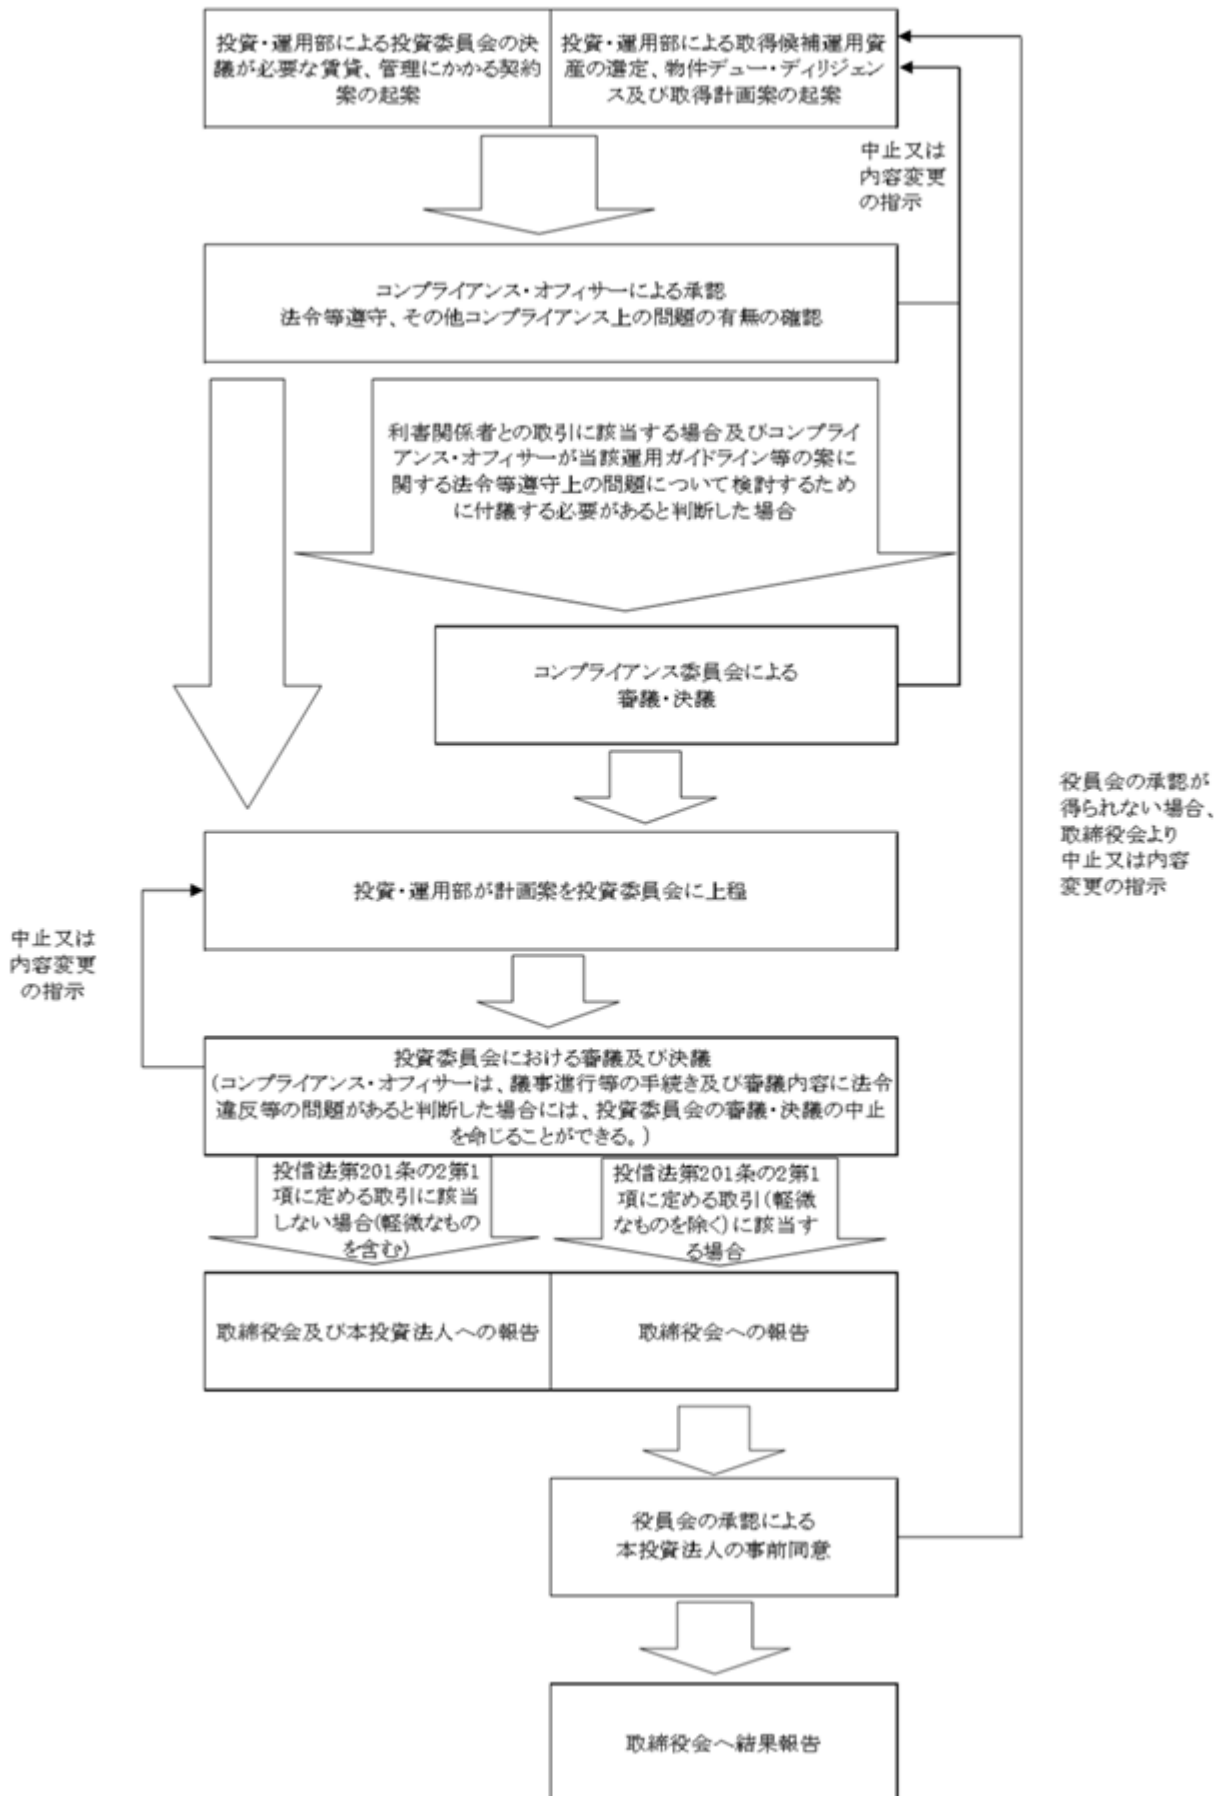 投資・運用部による投資委員会の決
議が必要な賃貸、管理にかかる契約
案の起案
投資・運用部による取得候補運用資
産の選定、物件デュー・ディリジェン
ス及び取得計画案の起案
中止又は
内容変更
の指示
コンプライアンス・オフィサーによる承認
法令等遵守、その他コンプライアンス上の問題の有無の確認
利害関係者との取引に該当する場合及びコンプライ
アンス・オフィサーが当該運用ガイドライン等の案に
関する法令等遵守上の問題について検討するため
に付議する必要があると判断した場合
コンプライアンス委員会による
審議・決議
役員会の承認が
得られない場合、
取締役会より
中止又は内容
変更の指示
投資・運用部が計画案を投資委員会に上程
中止又は
内容変更
の指示
投資委員会における審議及び決議
(コンプライアンス・オフィサーは、議事進行等の手続き及び審議内容に法令
違反等の問題があると判断した場合には、投資委員会の審議・決議の中止
を命じることができる。)
投信法第201条の2第1
項に定める取引に該当
しない場合(軽微なもの
を含む)
投信法第201条の2第1
項に定める取引(軽微
なものを除く)に該当す
る場合
取締役会及び本投資法人への報告
取締役会への報告
役員会の承認による
本投資法人の事前同意
取締役会へ結果報告